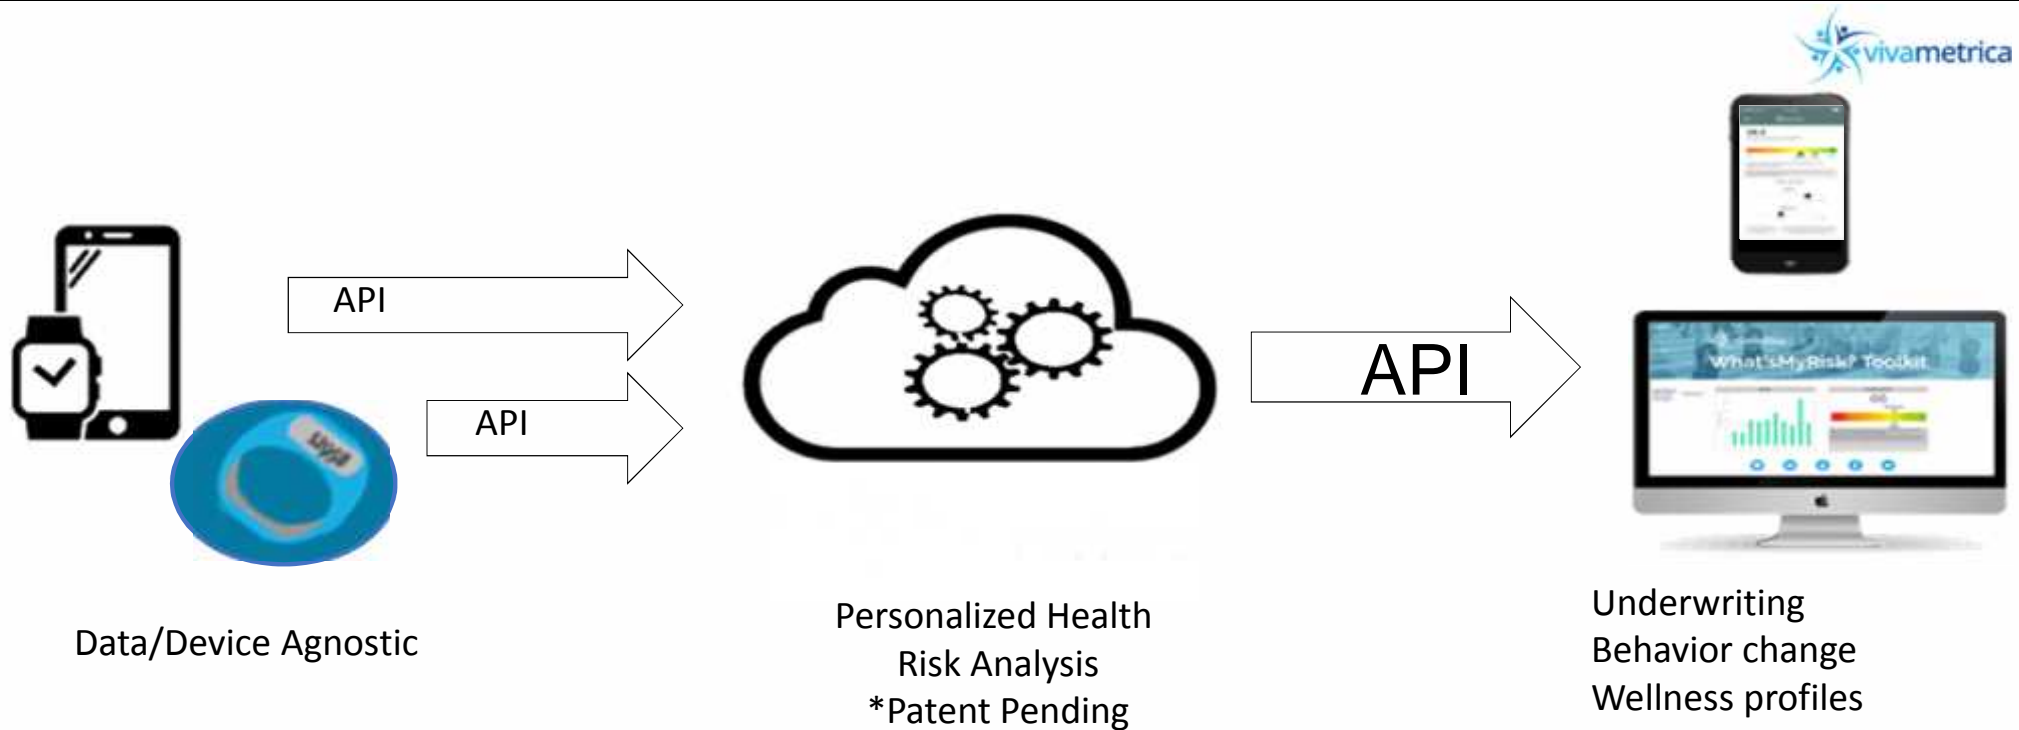 vivametrica
API
API
API
What'sMyRisk? Toolkit
Data/Device Agnostic
Personalized Health
Risk Analysis
*Patent Pending
Underwriting
Behavior change
Wellness profiles